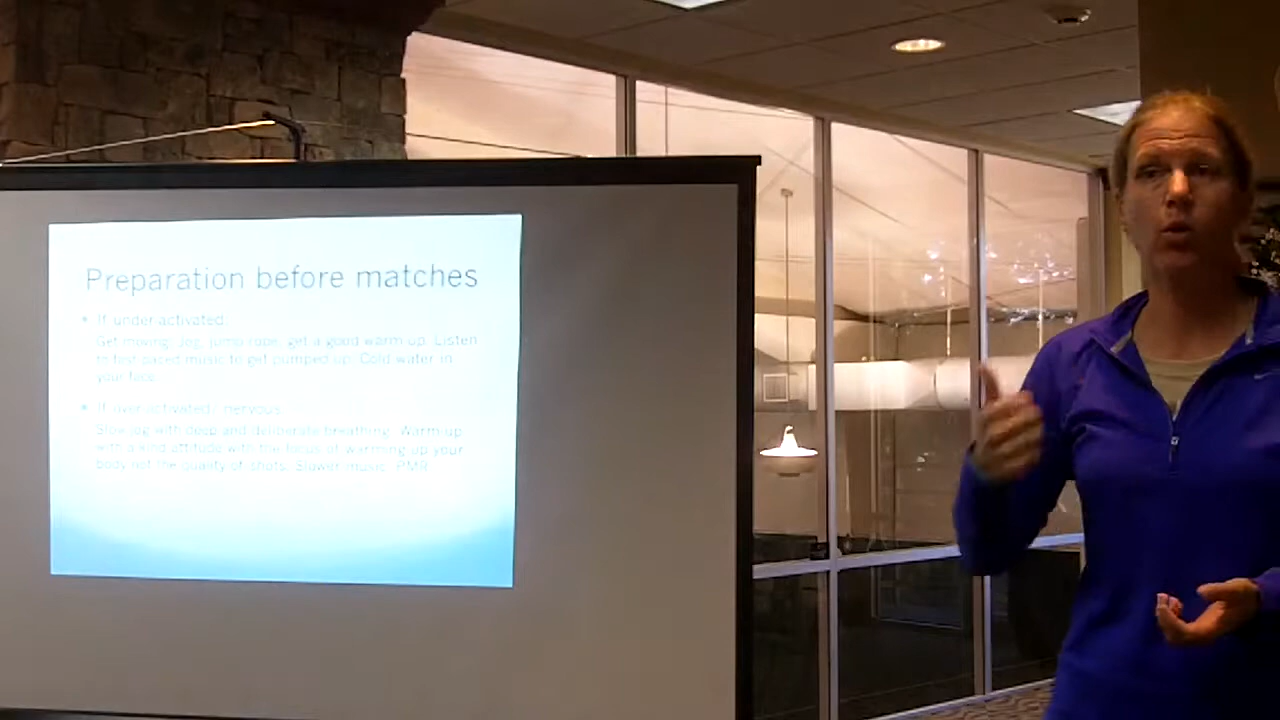 Preparation before matches
• If under activated:
Get moving! Jog, jump rope, get a good warm up. Listen
to fast paced music to get pumped up. Cold water in
your face.
• If over activated/ nervous:
Slow jog with deep and deliberate breathing. Warm up
with a kind attitude with the focus of warming up your
body not the quality of shots. Slower music. PMR